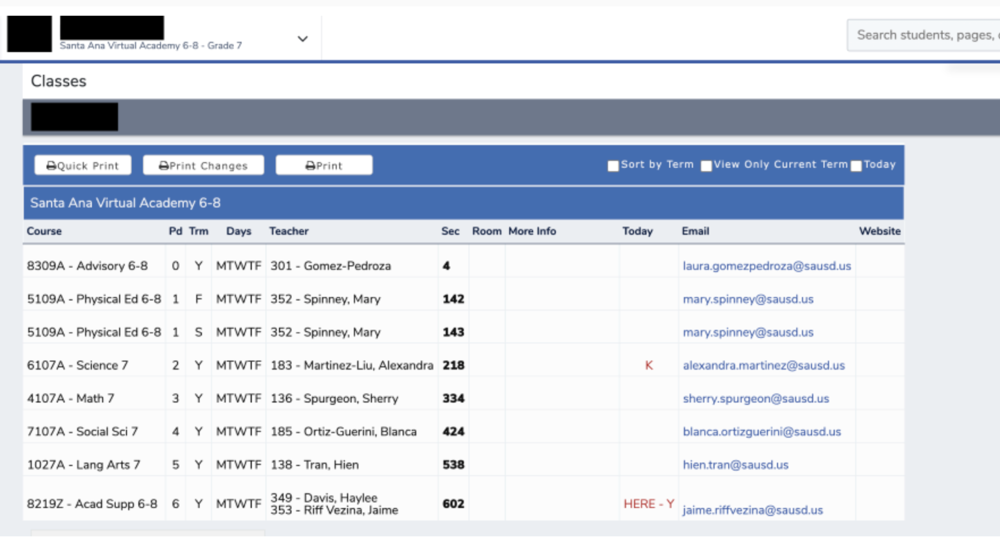 Santa Ana Virtual Academy 6-8 - Grade 7
Search students, pages,
Classes
Quick Print Print Changes Print Sort by Term View Only Current Term Today
Santa Ana Virtual Academy 6-8
Course Pd Trm Days Teacher Sec Room More Info Today Email Website
8309A - Advisory 6-8 0 Y MTWTF 301 - Gomez-Pedroza 4 laura.gomezpedroza@sausd.us
5109A - Physical Ed 6-8 1 F MTWTF 352 - Spinney, Mary 142 mary.spinney@sausd.us
5109A - Physical Ed 6-8 1 S MTWTF 352 - Spinney, Mary 143 mary.spinney@sausd.us
6107A - Science 7 2 Y MTWTF 183 - Martinez-Liu, Alexandra 218 K alexandra.martinez@sausd.us
4107A - Math 7 3 Y MTWTF 136 - Spurgeon, Sherry 334 sherry.spurgeon@sausd.us
7107A - Social Sci 7 4 Y MTWTF 185 - Ortiz-Guerini, Blanca 424 blanca.ortizguerini@sausd.us
1027A - Lang Arts 7 5 Y MTWTF 138 - Tran, Hien 538 hien.tran@sausd.us
8219Z - Acad Supp 6-8 6 Y MTWTF 349 - Davis, Haylee 602 HERE - Y
353 - Riff Vezina, Jaime jaime.riffvezina@sausd.us